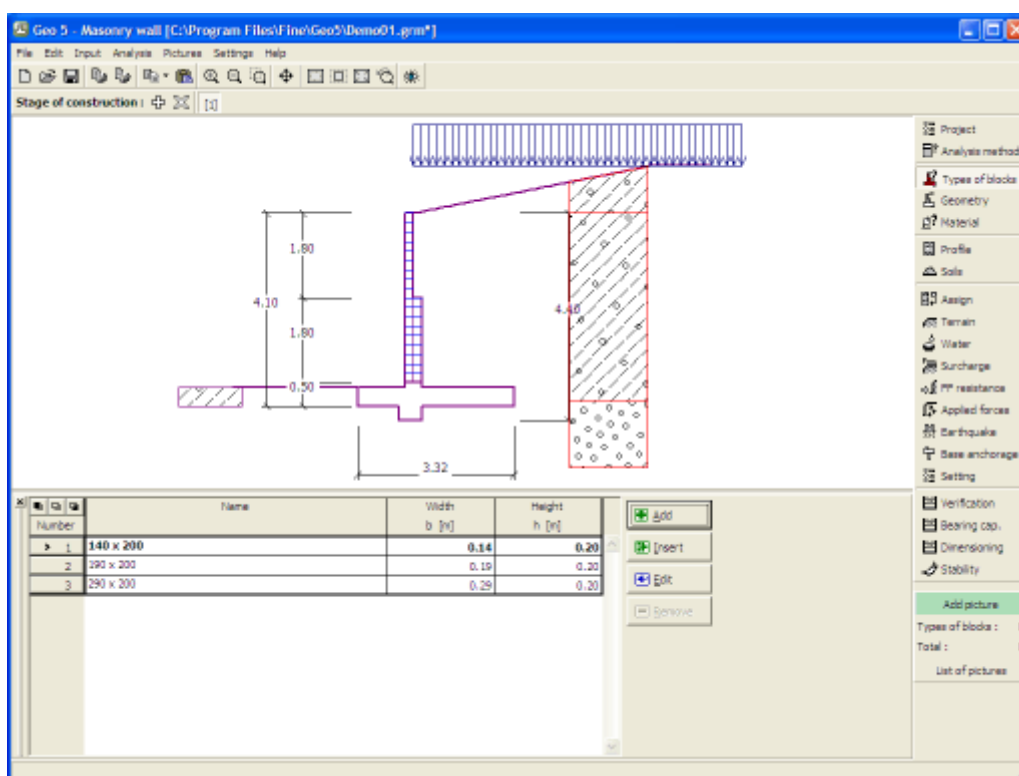 Geo 5 - Masonry wall [C:\Program Files\Fine\Geo5\Demo01.grm*]
File Edit Input Analysis Pictures Settings Help
Stage of construction : [1]
Project
Analysis method
Types of blocks
Geometry
Material
Profile
Soils
Assign
Terrain
Water
Surcharge
FF resistance
Applied forces
Earthquake
Base anchorage
Setting
Verification
Bearing cap.
Dimensioning
Stability
Add picture
Types of blocks :
Total :
List of pictures
1.80
4.10
4.40
1.80
0.50
3.32
Number Name Width Height
b [m] h [m]
1 140 x 200 0.14 0.20
2 190 x 200 0.19 0.20
3 290 x 200 0.29 0.20
Add
Insert
Edit
Remove